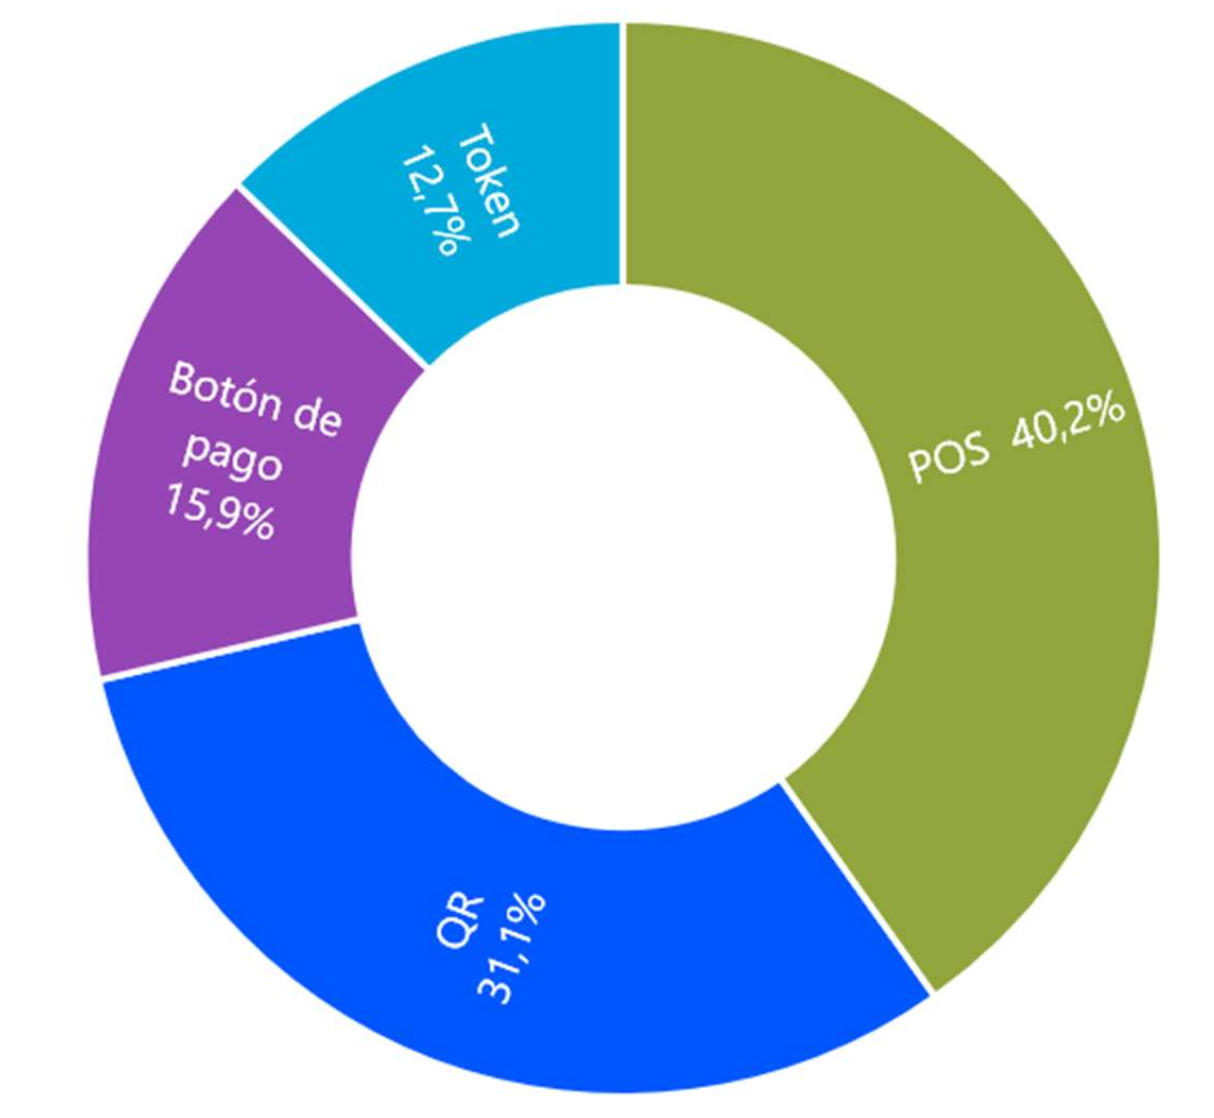 POS 40,2%
QR
31,1%
Botón de
pago
15,9%
Token
12,7%